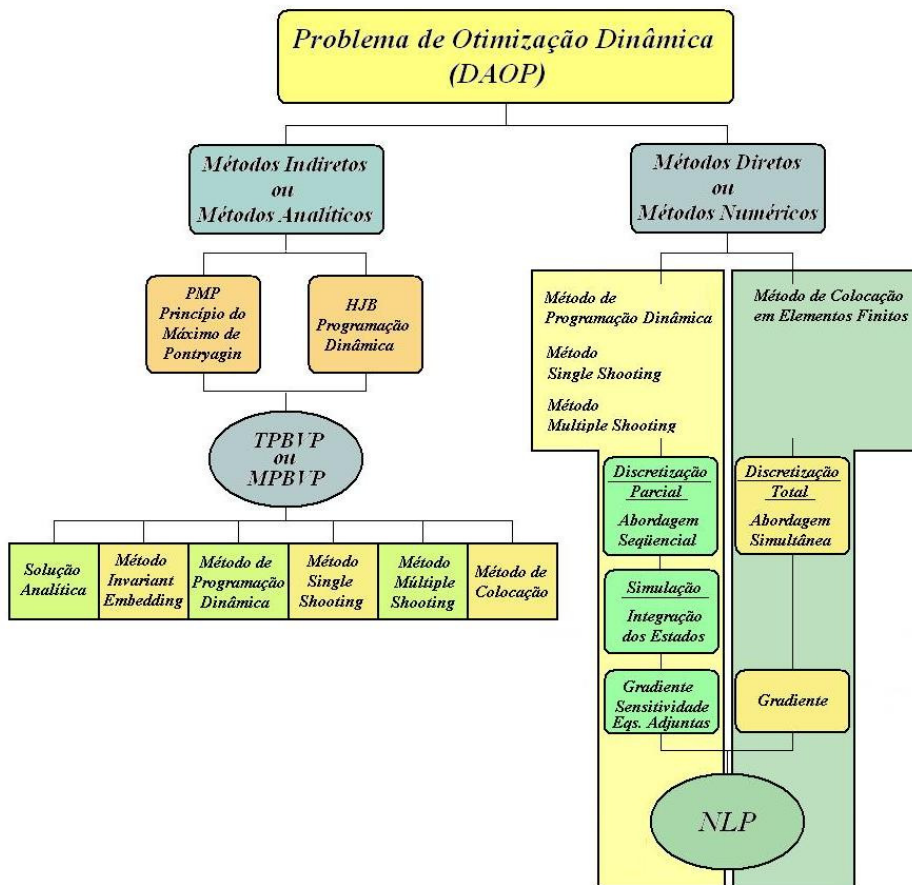 Problema de Otimização Dinâmica
(DAOP)
Métodos Indiretos
ou
Métodos Analíticos
Métodos Diretos
ou
Métodos Numéricos
PMP
Princípio do
Máximo de
Pontryagin
HJB
Programação
Dinâmica
TPBVP
ou
MPBVP
Solução
Analítica
Método
Invariant
Embedding
Método de
Programação
Dinâmica
Método
Single
Shooting
Método
Múltiple
Shooting
Método de
Colocação
Método de
Programação Dinâmica
Método
Single Shooting
Método
Multiple Shooting
Discretização
Parcial
Abordagem
Seqüencial
Simulação
Integração
dos Estados
Gradiente
Sensitividade
Eqs. Adjuntas
Método de Colocação
em Elementos Finitos
Discretização
Total
Abordagem
Simultânea
Gradiente
NLP